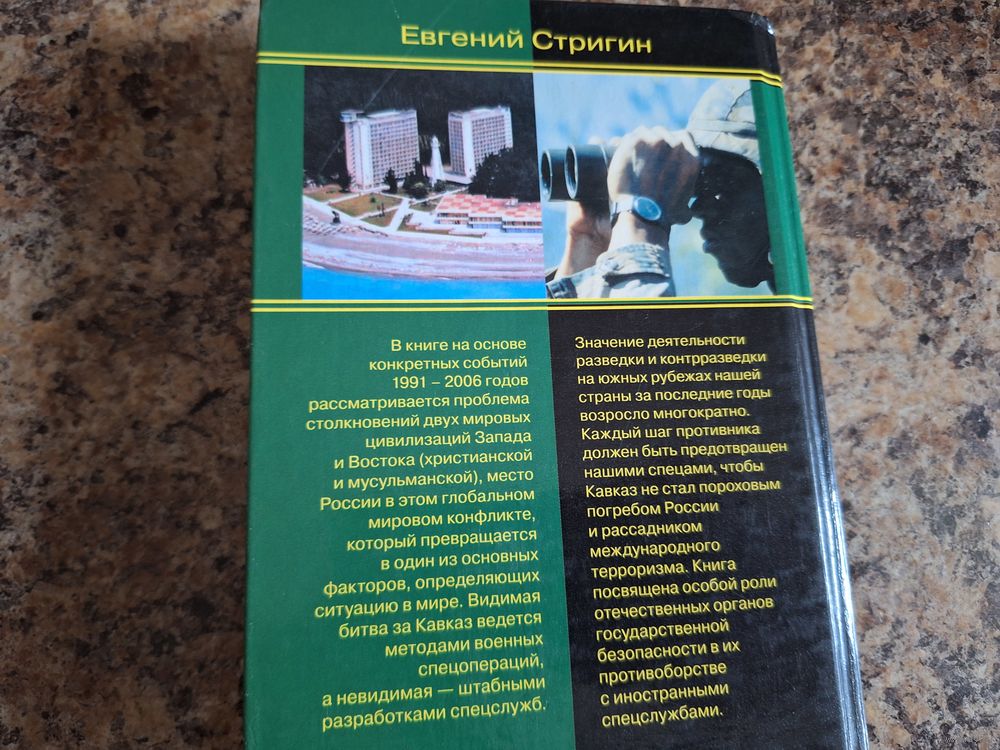 Евгений Стригин
В книге на основе
конкретных событий
1991 – 2006 годов
рассматривается проблема
столкновений двух мировых
цивилизаций Запада
и Востока (христианской
и мусульманской), место
России в этом глобальном
мировом конфликте,
который превращается
в один из основных
факторов, определяющих
ситуацию в мире. Видимая
битва за Кавказ ведется
методами военных
спецопераций,
а невидимая — штабными
разработками спецслужб.
Значение деятельности
разведки и контрразведки
на южных рубежах нашей
страны за последние годы
возросло многократно.
Каждый шаг противника
должен быть предотвращен
нашими спецами, чтобы
Кавказ не стал пороховым
погребом России
и рассадником
международного
терроризма. Книга
посвящена особой роли
отечественных органов
государственной
безопасности в их
противоборстве
с иностранными
спецслужбами.